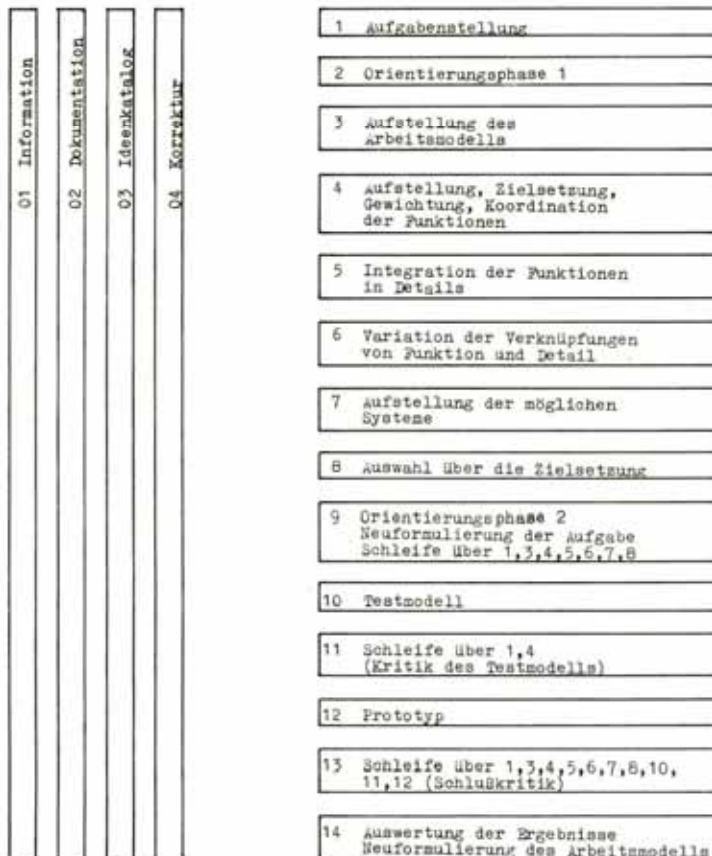 01 Information
02 Dokumentation
03 Ideenkatalog
04 Korrektur
1 Aufgabenstellung
2 Orientierungsphase 1
3 Aufstellung des
Arbeitsmodells
4 Aufstellung, Zielsetzung,
Gewichtung, Koordination
der Funktionen
5 Integration der Funktionen
in Details
6 Variation der Verknüpfungen
von Funktion und Detail
7 Aufstellung der möglichen
Systeme
8 Auswahl über die Zielsetzung
9 Orientierungsphase 2
Neuformulierung der Aufgabe
Schleife über 1,3,4,5,6,7,8
10 Testmodell
11 Schleife über 1,4
(Kritik des Testmodells)
12 Prototyp
13 Schleife über 1,3,4,5,6,7,8,10,
11,12 (Schlußkritik)
14 Auswertung der Ergebnisse
Neuformulierung des Arbeitsmodells